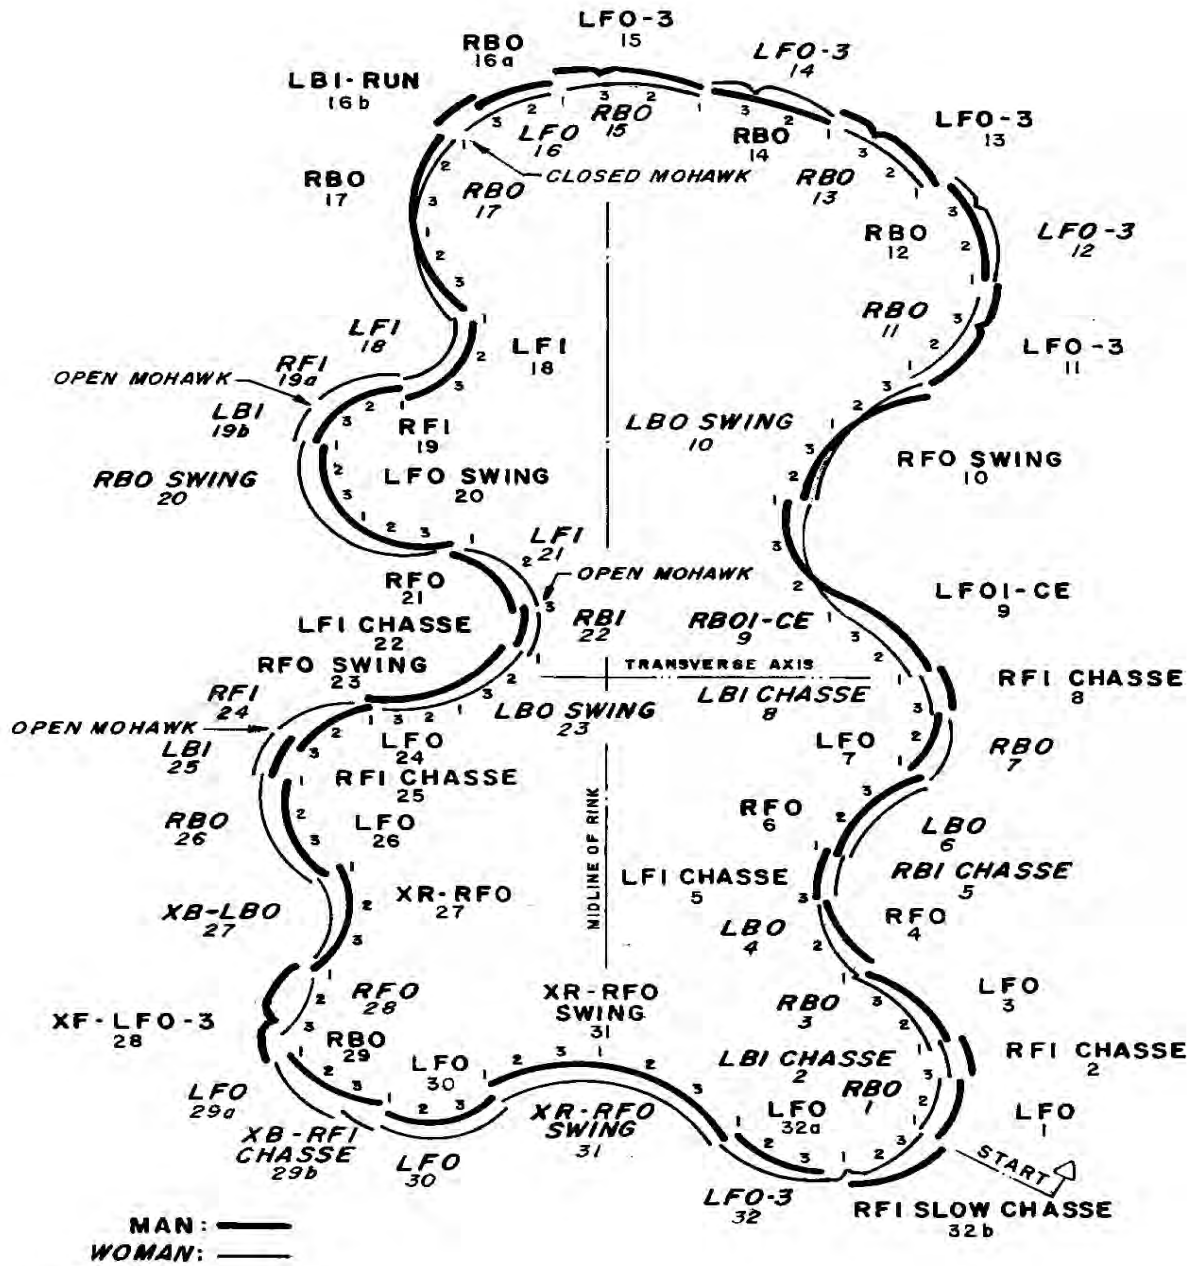 LFO-3
15
RBO
16a
LFO-3
14
LBI-RUN
16b
3 2 1
RBO
15
LFO
16
RBO
14
LFO-3
13
CLOSED MOHAWK
RBO
17
RBO
17
RBO
13
RBO
12
LFO-3
12
RBO
11
LFI
18
LFI
18
LFO-3
11
RFI
19a
OPEN MOHAWK
LBI
19b
RFI
19
LBO SWING
10
RFO SWING
10
RBO SWING
20
LFO SWING
20
LFI
21
OPEN MOHAWK
RFO
21
LFOI-CE
9
RBI
22
RBOI-CE
9
LFI CHASSE
22
RFO SWING
23
TRANSVERSE AXIS
RFI CHASSE
8
RFI
24
LBO SWING
23
LBI CHASSE
8
OPEN MOHAWK
LBI
25
LFO
24
LFO
7
RBO
7
RFI CHASSE
25
RBO
26
LFO
26
RFO
6
LBO
6
MIDLINE OF RINK
LFI CHASSE
5
RBI CHASSE
5
XR-RFO
27
XB-LBO
27
LBO
4
RFO
4
RFO
28
XR-RFO
SWING
31
RBO
3
LFO
3
XF-LFO-3
28
RBO
29
LFO
30
LBI CHASSE
2
RFI CHASSE
2
RBO
1
LFO
29a
XR-RFO
SWING
31
LFO
32a
LFO
1
XB-RFI
CHASSE
29b
LFO
30
START
LFO-3
32
RFI SLOW CHASSE
32b
MAN:
WOMAN: